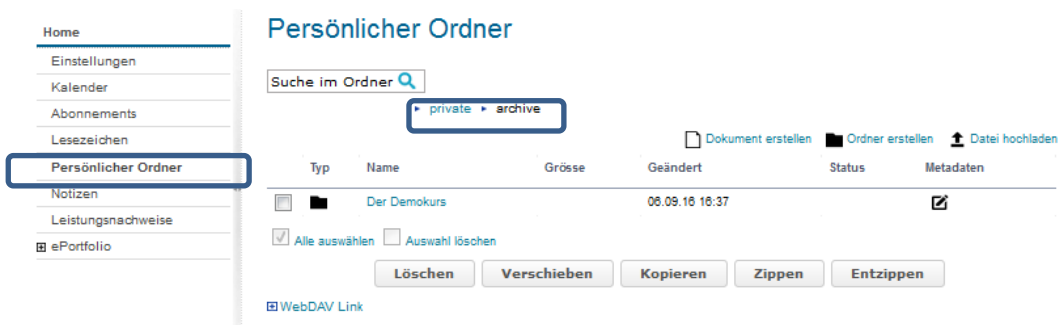 Home
Einstellungen
Kalender
Abonnements
Lesezeichen
Persönlicher Ordner
Notizen
Leistungsnachweise
ePortfolio
Persönlicher Ordner
Suche im Ordner
private archive
Dokument erstellen Ordner erstellen Datei hochladen
Typ Name Grösse Geändert Status Metadaten
Der Demokurs 06.09.16 16:37
Alle auswählen Auswahl löschen
Löschen Verschieben Kopieren Zippen Entzippen
WebDAV Link